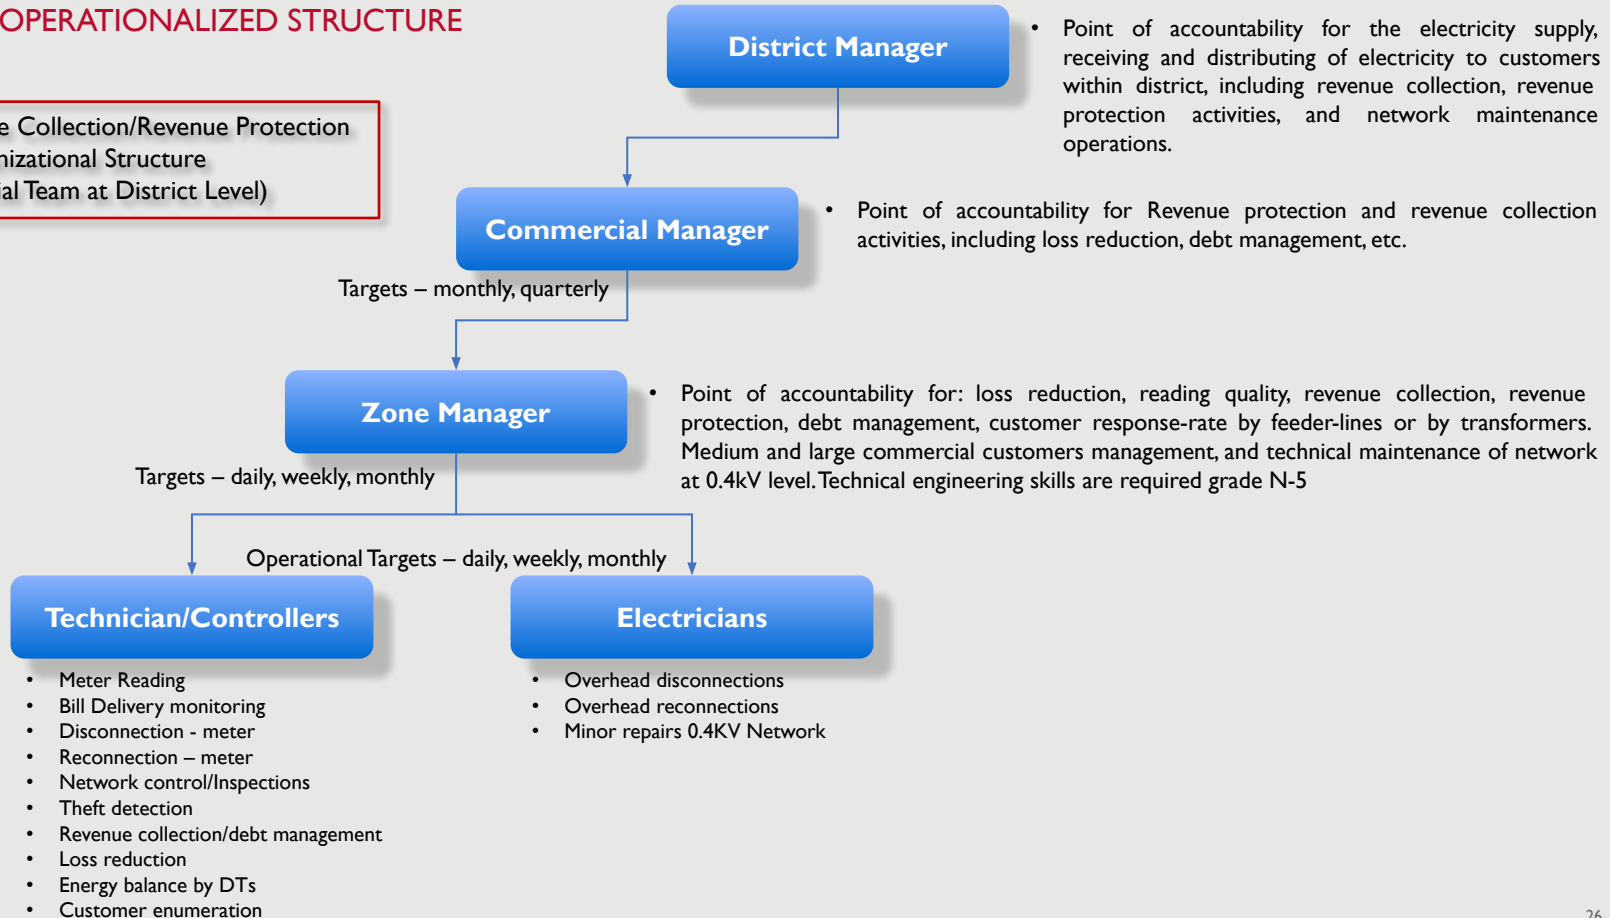 OPERATIONALIZED STRUCTURE
District Manager
• Point of accountability for the electricity supply,
receiving and distributing of electricity to customers
within district, including revenue collection, revenue
protection activities, and network maintenance
operations.
Collection/Revenue Protection
Structure
Team at District Level)
Commercial Manager
• Point of accountability for Revenue protection and revenue collection
activities, including loss reduction, debt management, etc.
Targets – monthly, quarterly
Zone Manager
• Point of accountability for: loss reduction, reading quality, revenue collection, revenue
protection, debt management, customer response-rate by feeder-lines or by transformers.
Medium and large commercial customers management, and technical maintenance of network
at 0.4kV level. Technical engineering skills are required grade N-5
Targets – daily, weekly, monthly
Operational Targets – daily, weekly, monthly
Technician/Controllers
• Meter Reading
• Bill Delivery monitoring
• Disconnection - meter
• Reconnection – meter
• Network control/Inspections
• Theft detection
• Revenue collection/debt management
• Loss reduction
• Energy balance by DTs
• Customer enumeration
Electricians
• Overhead disconnections
• Overhead reconnections
• Minor repairs 0.4KV Network
26